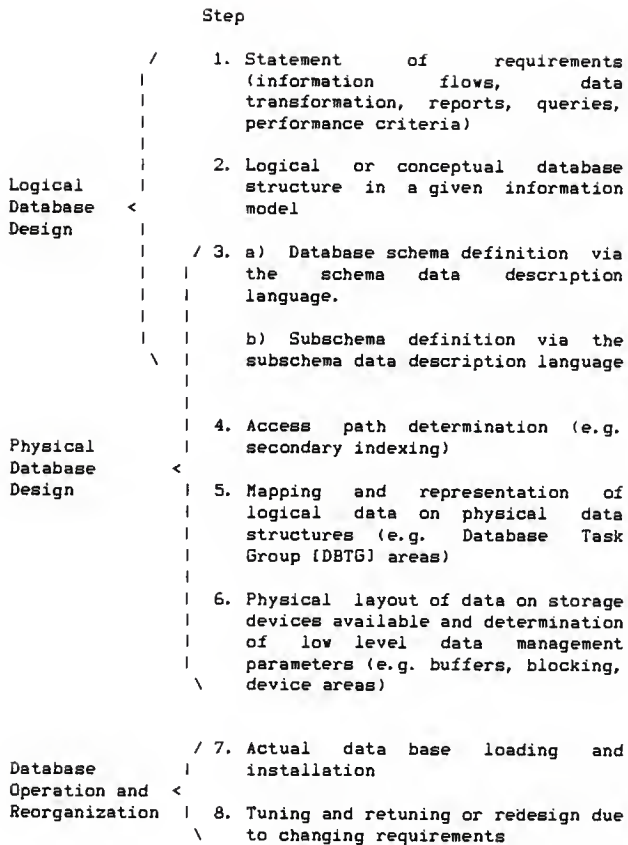 Step
1. Statement of requirements
(information flows, data
transformation, reports, queries,
performance criteria)
2. Logical or conceptual database
structure in a given information
model
Logical
Database <
Design
3. a) Database schema definition via
the schema data description
language.
b) Subschema definition via the
subschema data description language
4. Access path determination (e.g.
secondary indexing)
Physical
Database <
Design
5. Mapping and representation of
logical data on physical data
structures (e.g. Database Task
Group [DBTG] areas)
6. Physical layout of data on storage
devices available and determination
of low level data management
parameters (e.g. buffers, blocking,
device areas)
7. Actual data base loading and
installation
Database
Operation and <
Reorganization
8. Tuning and retuning or redesign due
to changing requirements